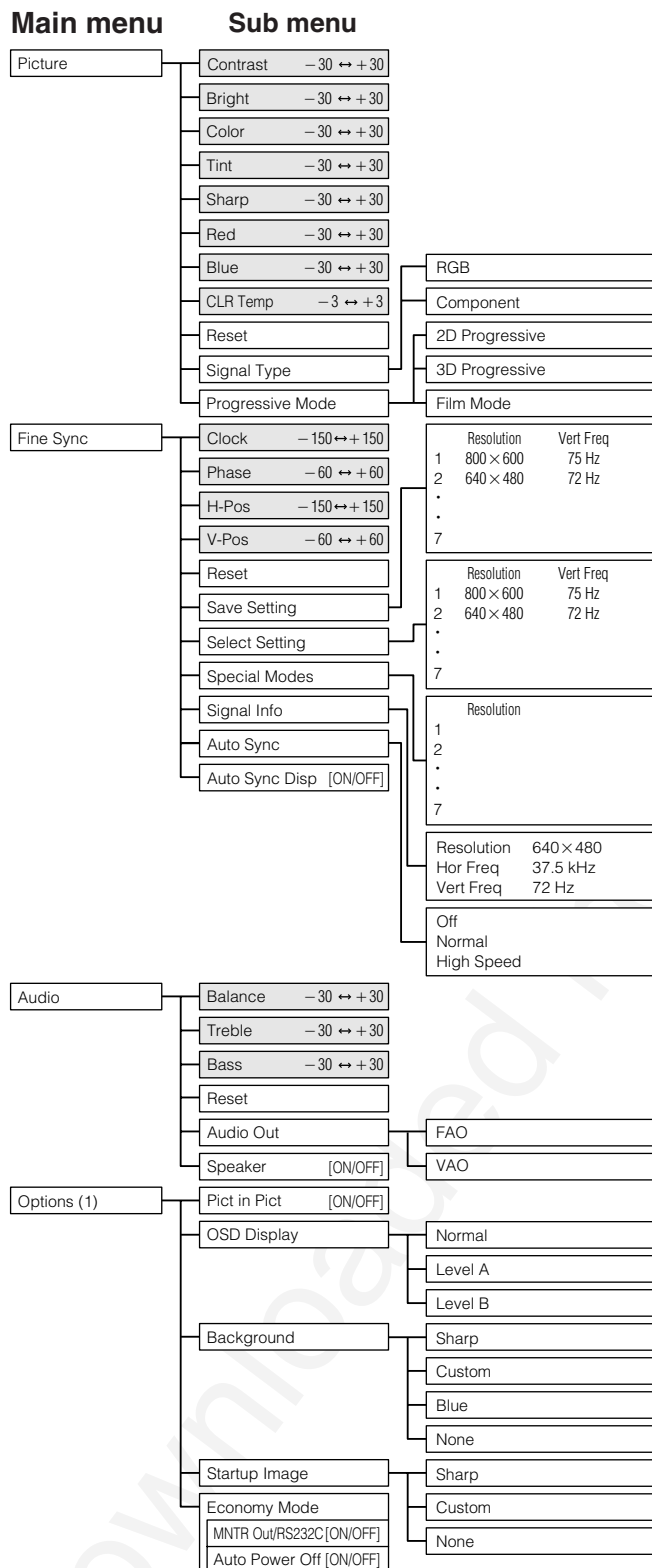 Main menu Sub menu
Picture
Contrast −30 ↔ +30
Bright −30 ↔ +30
Color −30 ↔ +30
Tint −30 ↔ +30
Sharp −30 ↔ +30
Red −30 ↔ +30
Blue −30 ↔ +30
CLR Temp −3 ↔ +3
Reset
Signal Type
Progressive Mode
RGB
Component
2D Progressive
3D Progressive
Film Mode
Fine Sync
Clock −150 ↔ +150
Phase −60 ↔ +60
H-Pos −150 ↔ +150
V-Pos −60 ↔ +60
Reset
Save Setting
Select Setting
Special Modes
Signal Info
Auto Sync
Auto Sync Disp [ON/OFF]
Resolution Vert Freq
1 800 × 600 75 Hz
2 640 × 480 72 Hz
•
•
7
Resolution Vert Freq
1 800 × 600 75 Hz
2 640 × 480 72 Hz
•
•
7
Resolution
1
2
•
•
7
Resolution 640 × 480
Hor Freq 37.5 kHz
Vert Freq 72 Hz
Off
Normal
High Speed
Audio
Balance −30 ↔ +30
Treble −30 ↔ +30
Bass −30 ↔ +30
Reset
Audio Out
Speaker [ON/OFF]
FAO
VAO
Options (1)
Pict in Pict [ON/OFF]
OSD Display
Normal
Level A
Level B
Background
Sharp
Custom
Blue
None
Startup Image
Sharp
Custom
None
Economy Mode
MNTR Out/RS232C [ON/OFF]
Auto Power Off [ON/OFF]